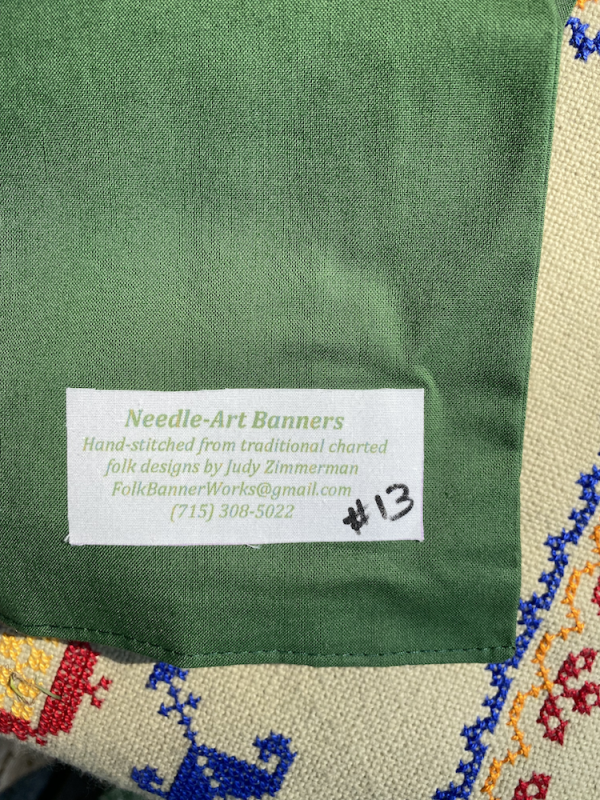 Needle-Art Banners
Hand-stitched from traditional charted
folk designs by Judy Zimmerman
FolkBannerWorks@gmail.com
(715) 308-5022
#13